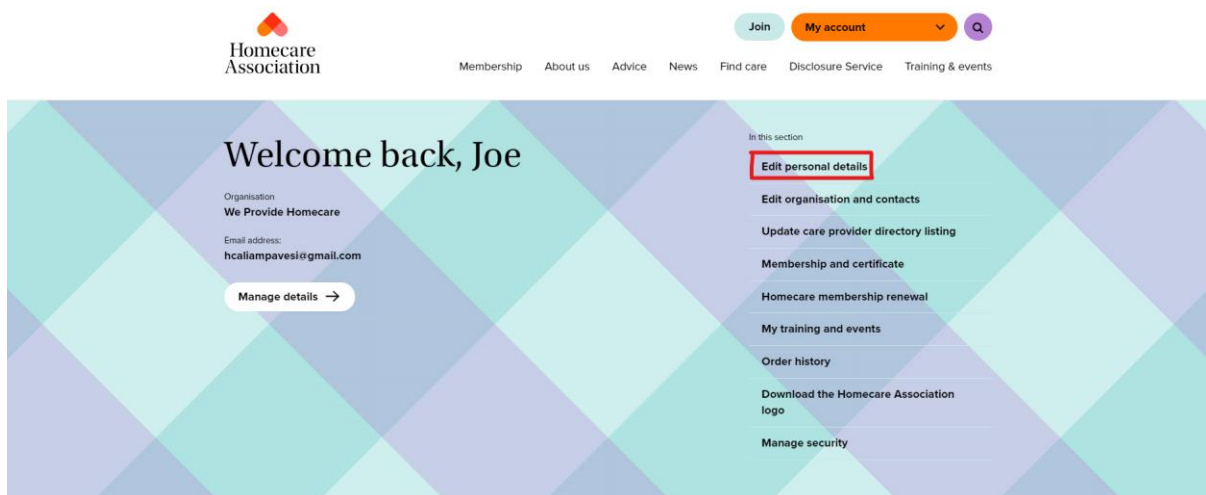 Homecare
Association
Join
My account
Membership About us Advice News Find care Disclosure Service Training & events
Welcome back, Joe
Organisation
We Provide Homecare
Email address:
hcaliampavesi@gmail.com
Manage details →
In this section
Edit personal details
Edit organisation and contacts
Update care provider directory listing
Membership and certificate
Homecare membership renewal
My training and events
Order history
Download the Homecare Association
logo
Manage security